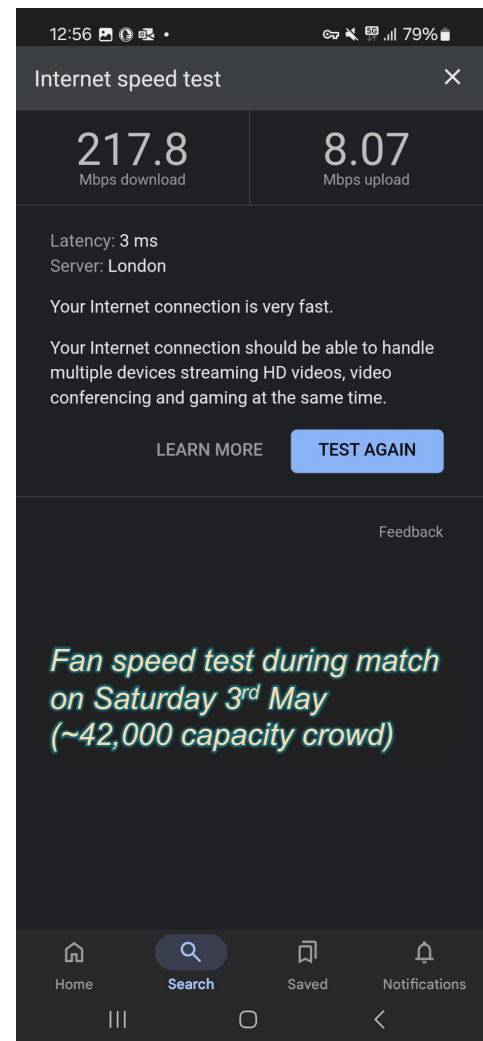 12:56
5G
79%
Internet speed test
217.8
Mbps download
8.07
Mbps upload
Latency: 3 ms
Server: London
Your Internet connection is very fast.
Your Internet connection should be able to handle
multiple devices streaming HD videos, video
conferencing and gaming at the same time.
LEARN MORE
TEST AGAIN
Feedback
Fan speed test during match
on Saturday 3rd May
(~42,000 capacity crowd)
Home
Search
Saved
Notifications